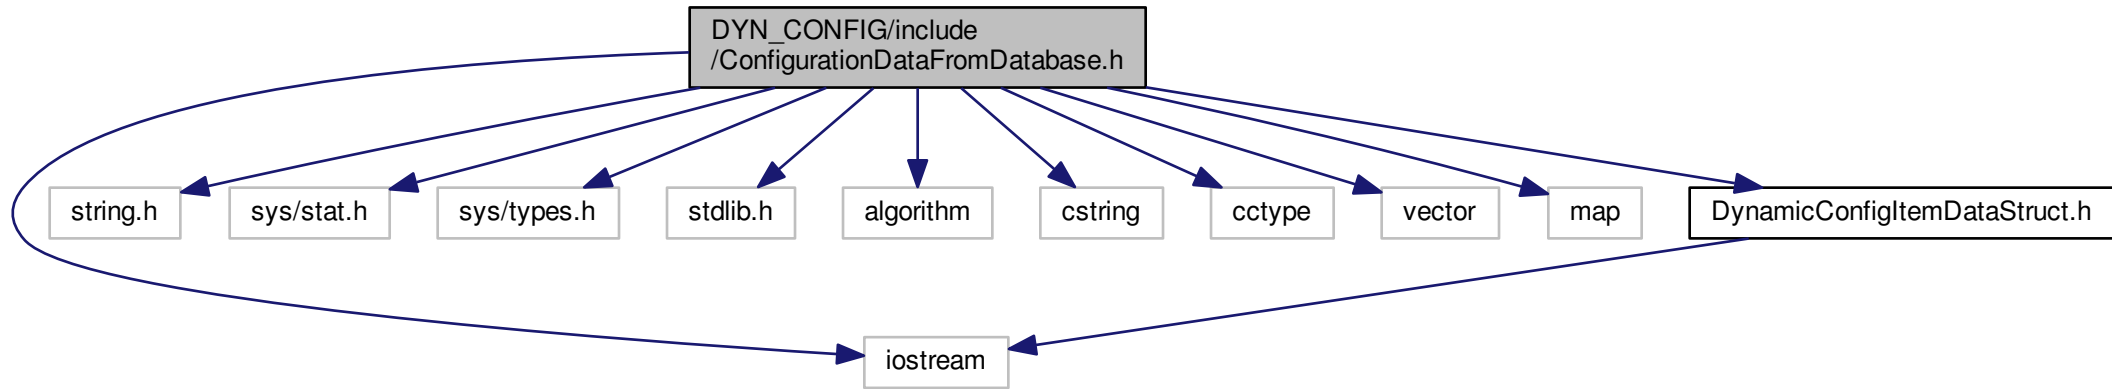 DYN_CONFIG/include
/ConfigurationDataFromDatabase.h
string.h
sys/stat.h
sys/types.h
stdlib.h
algorithm
cstring
cctype
vector
map
DynamicConfigItemDataStruct.h
iostream